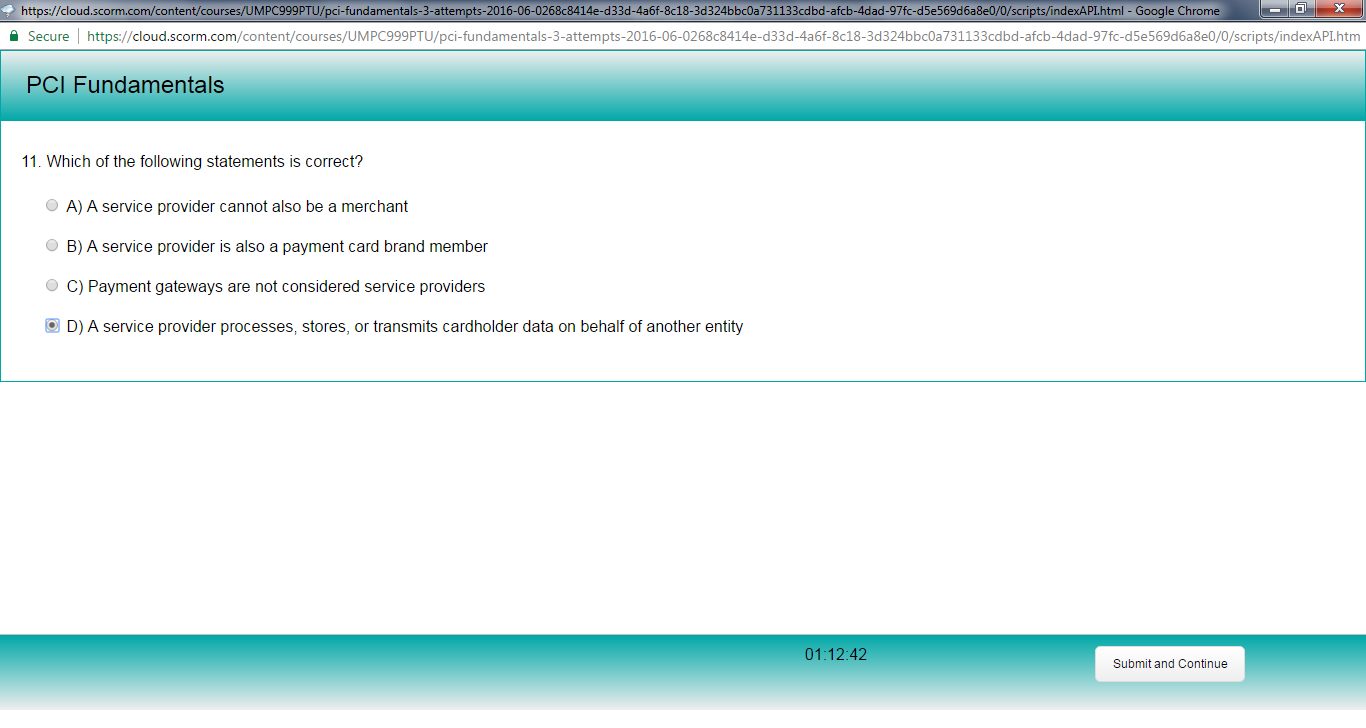 https://cloud.scorm.com/content/courses/UMPC999PTU/pci-fundamentals-3-attempts-2016-06-0268c8414e-d33d-4a6f-8c18-3d324bbc0a731133cdbd-afcb-4dad-97fc-d5e569d6a8e0/0/scripts/indexAPI.html - Google Chrome
Secure | https://cloud.scorm.com/content/courses/UMPC999PTU/pci-fundamentals-3-attempts-2016-06-0268c8414e-d33d-4a6f-8c18-3d324bbc0a731133cdbd-afcb-4dad-97fc-d5e569d6a8e0/0/scripts/indexAPI.htm
PCI Fundamentals
11. Which of the following statements is correct?
A) A service provider cannot also be a merchant
B) A service provider is also a payment card brand member
C) Payment gateways are not considered service providers
D) A service provider processes, stores, or transmits cardholder data on behalf of another entity
01:12:42
Submit and Continue